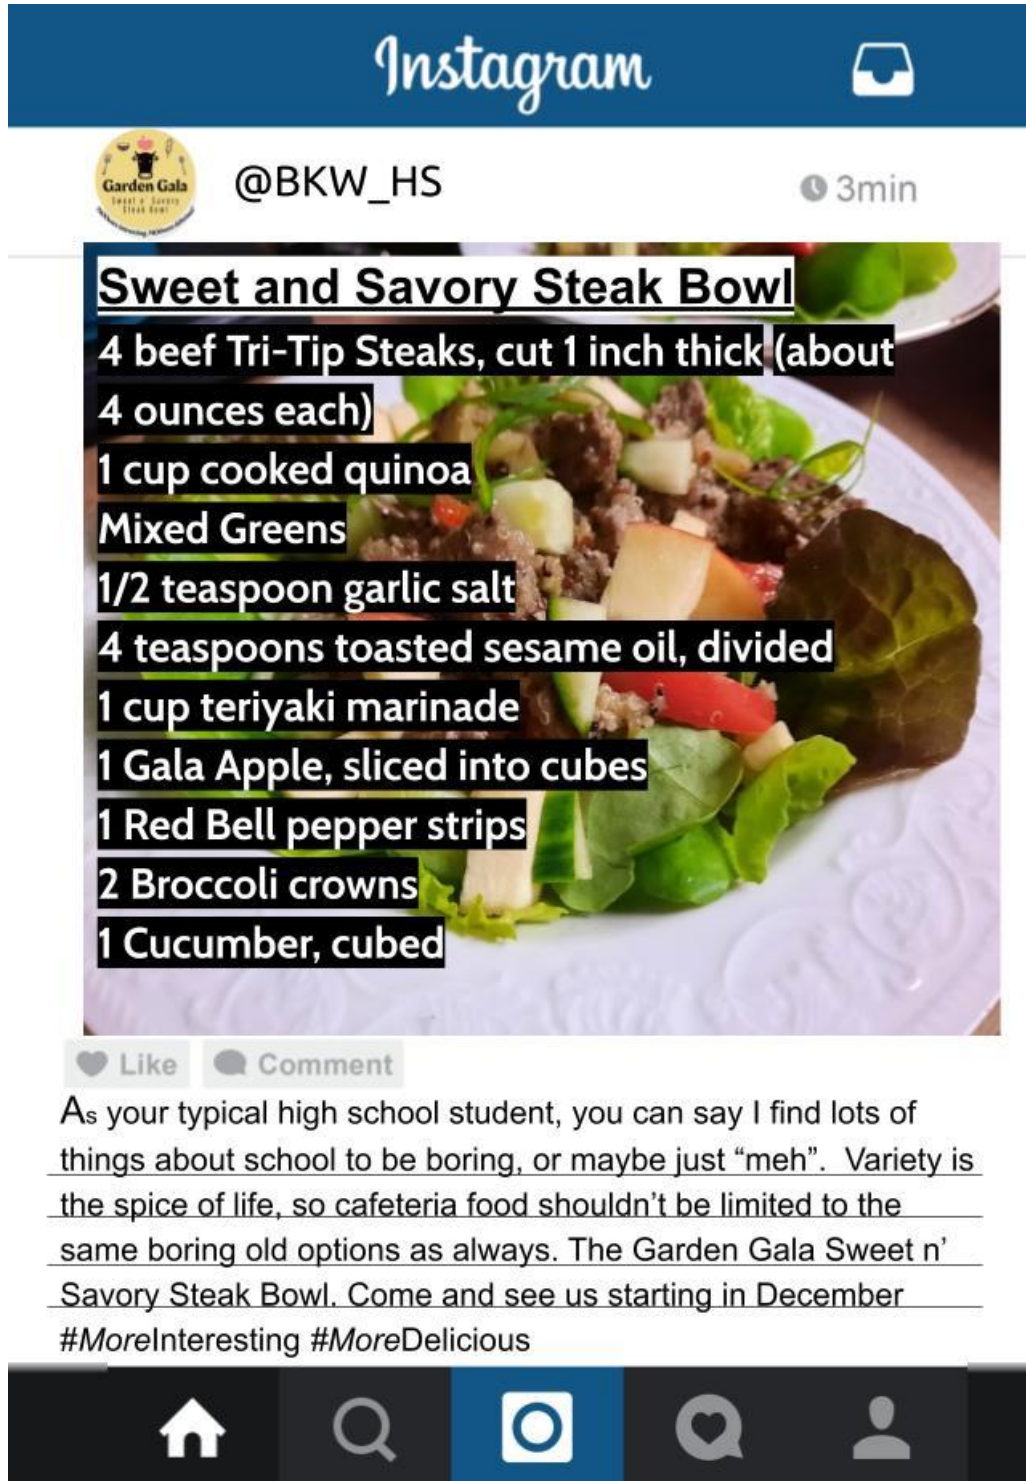 Instagram
Garden Gala
Sweet n' Savory
Steak Bowl
@BKW_HS
3min
Sweet and Savory Steak Bowl
4 beef Tri-Tip Steaks, cut 1 inch thick (about
4 ounces each)
1 cup cooked quinoa
Mixed Greens
1/2 teaspoon garlic salt
4 teaspoons toasted sesame oil, divided
1 cup teriyaki marinade
1 Gala Apple, sliced into cubes
1 Red Bell pepper strips
2 Broccoli crowns
1 Cucumber, cubed
Like Comment
As your typical high school student, you can say I find lots of
things about school to be boring, or maybe just “meh”.  Variety is
the spice of life, so cafeteria food shouldn’t be limited to the
same boring old options as always. The Garden Gala Sweet n’
Savory Steak Bowl. Come and see us starting in December
#MoreInteresting #MoreDelicious